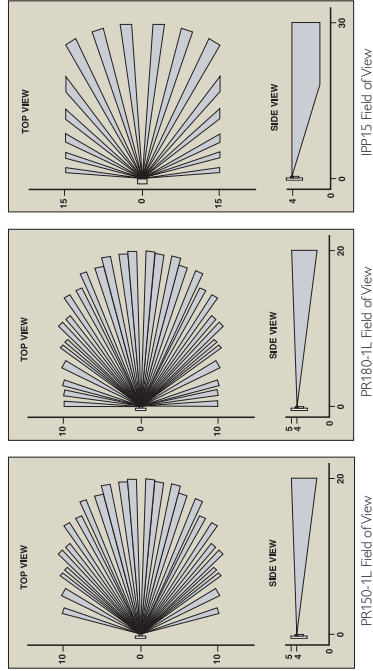 TOP VIEW
10
0
10
SIDE VIEW
5
4
0
0 20
PR150-1L Field of View
TOP VIEW
10
0
10
SIDE VIEW
5
4
0
0 20
PR180-1L Field of View
TOP VIEW
15
0
15
SIDE VIEW
4
0
0 30
IPP15 Field of View